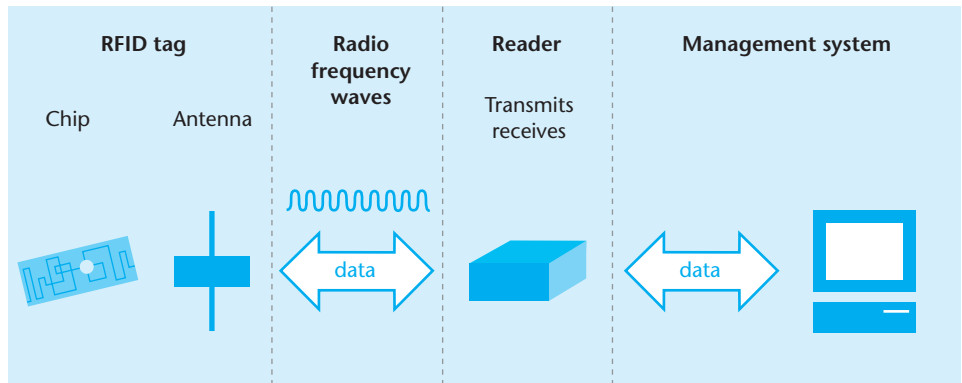 RFID tag
Chip
Antenna
Radio
frequency
waves
data
Reader
Transmits
receives
data
Management system